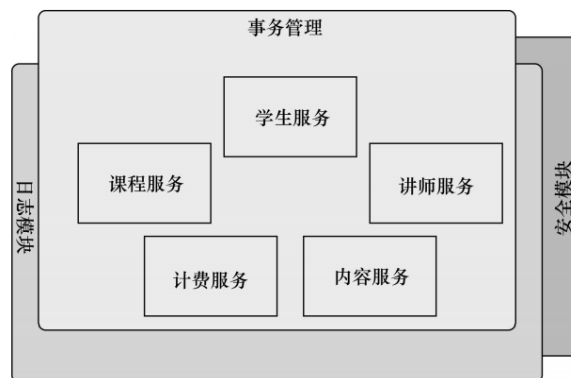 事务管理
学生服务
课程服务
讲师服务
日志模块
安全模块
计费服务
内容服务